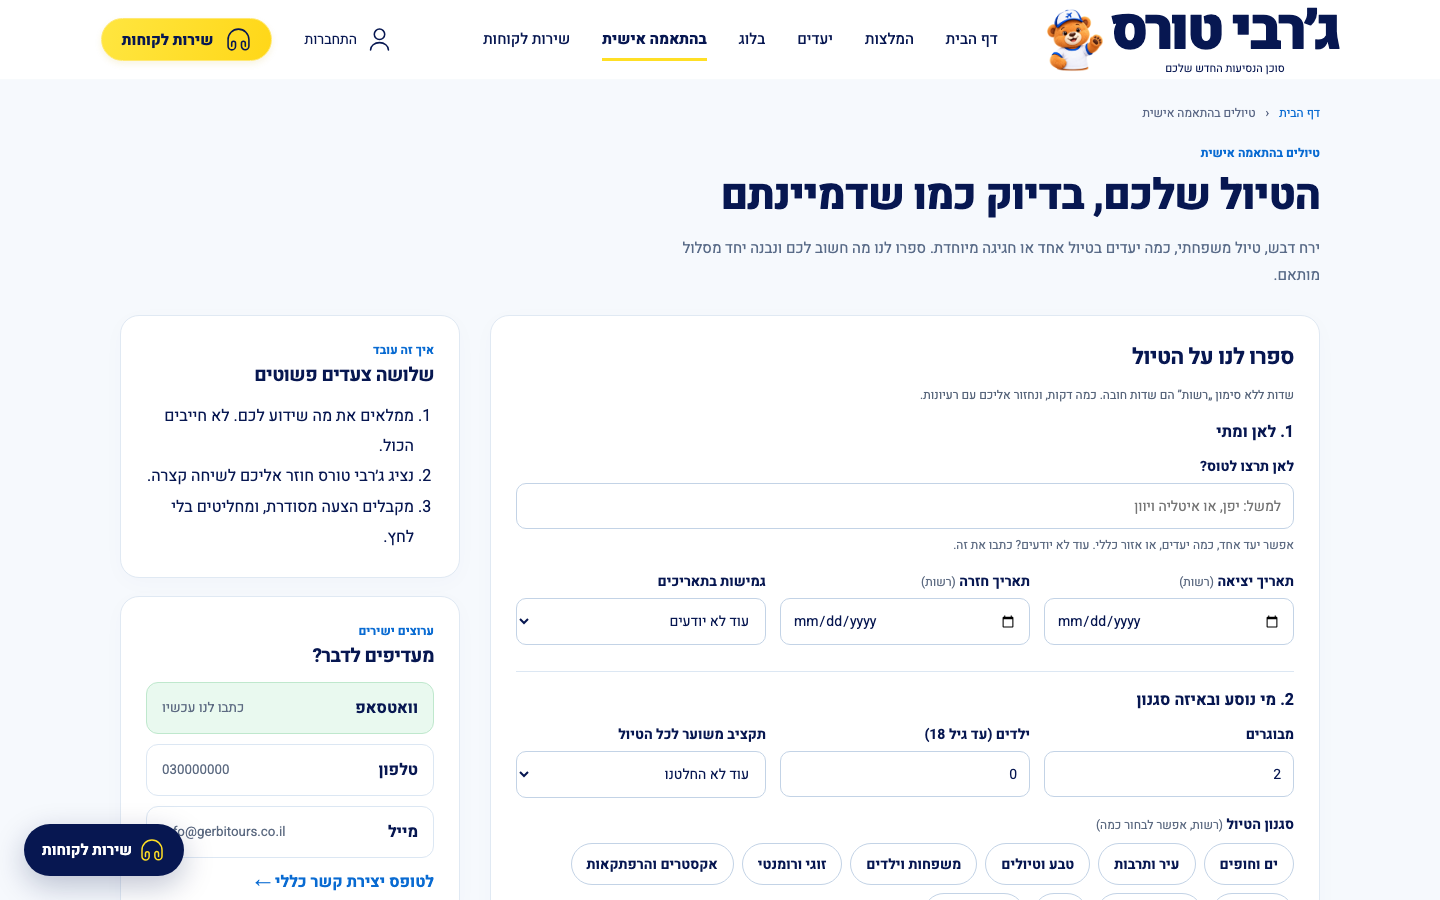 ג׳רבי טורס
סוכן הנסיעות החדש שלכם
דף הבית
המלצות
יעדים
בלוג
בהתאמה אישית
שירות לקוחות
התחברות
שירות לקוחות
דף הבית › טיולים בהתאמה אישית
טיולים בהתאמה אישית
הטיול שלכם, בדיוק כמו שדמיינתם
ירח דבש, טיול משפחתי, כמה יעדים בטיול אחד או חגיגה מיוחדת. ספרו לנו מה חשוב לכם ונבנה יחד מסלול
מותאם.
ספרו לנו על הטיול
שדות ללא סימון „רשות” הם שדות חובה. כמה דקות, ונחזור אליכם עם רעיונות.
1. לאן ומתי
לאן תרצו לטוס?
למשל: יפן, או איטליה ויוון
אפשר יעד אחד, כמה יעדים, או אזור כללי. עוד לא יודעים? כתבו את זה.
תאריך יציאה (רשות)
תאריך חזרה (רשות)
גמישות בתאריכים
mm/dd/yyyy
mm/dd/yyyy
עוד לא יודעים
2. מי נוסע ובאיזה סגנון
מבוגרים
ילדים (עד גיל 18)
תקציב משוער לכל הטיול
2
0
עוד לא החלטנו
סגנון הטיול (רשות, אפשר לבחור כמה)
ים וחופים
עיר ותרבות
טבע וטיולים
משפחות וילדים
זוגי ורומנטי
אקסטרים והרפתקאות
איך זה עובד
שלושה צעדים פשוטים
1. ממלאים את מה שידוע לכם. לא חייבים
הכול.
2. נציג ג׳רבי טורס חוזר אליכם לשיחה קצרה.
3. מקבלים הצעה מסודרת, ומחליטים בלי
לחץ.
ערוצים ישירים
מעדיפים לדבר?
וואטסאפ
כתבו לנו עכשיו
טלפון
030000000
מייל
fo@gerbitours.co.il
לטופס יצירת קשר כללי ←
שירות לקוחות